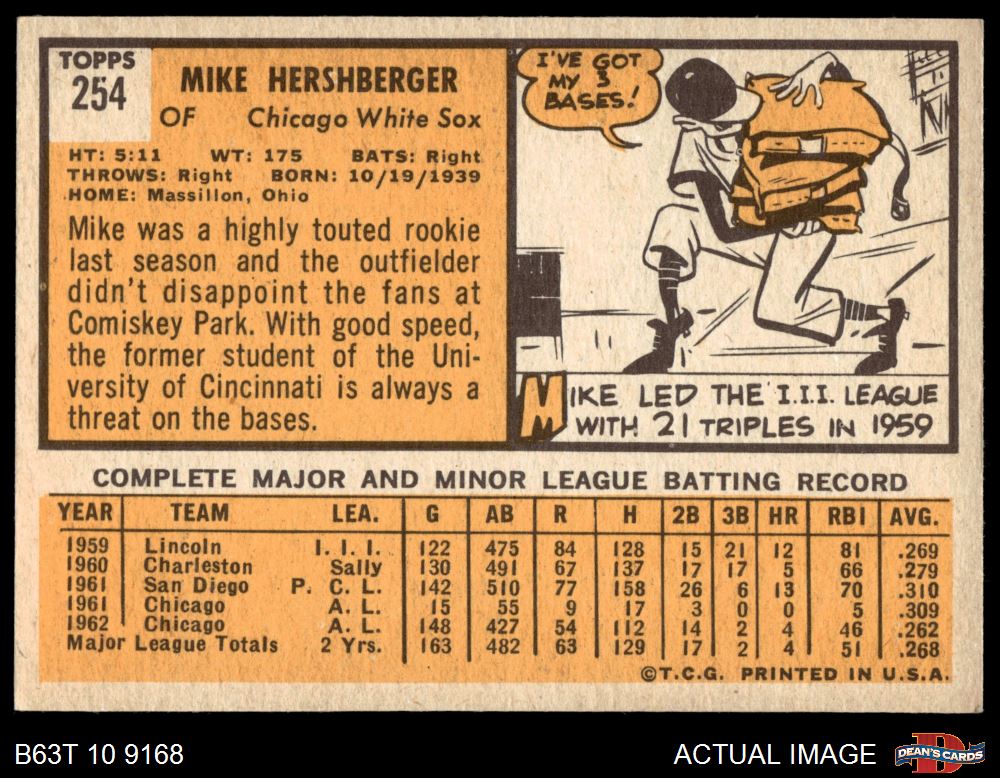 TOPPS
254
MIKE HERSHBERGER
OF Chicago White Sox
HT: 5:11 WT: 175 BATS: Right
THROWS: Right BORN: 10/19/1939
HOME: Massillon, Ohio
Mike was a highly touted rookie
last season and the outfielder
didn't disappoint the fans at
Comiskey Park. With good speed,
the former student of the Uni-
versity of Cincinnati is always a
threat on the bases.
I'VE GOT
MY 3
BASES!
MIKE LED THE I.I.I. LEAGUE
WITH 21 TRIPLES IN 1959
COMPLETE MAJOR AND MINOR LEAGUE BATTING RECORD
YEAR TEAM LEA. G AB R H 2B 3B HR RBI AVG.
1959 Lincoln I. I. I. 122 475 84 128 15 21 12 81 .269
1960 Charleston Sally 130 491 67 137 17 17 5 66 .279
1961 San Diego P. C. L. 142 510 77 158 26 6 13 70 .310
1961 Chicago A. L. 15 55 9 17 3 0 0 5 .309
1962 Chicago A. L. 148 427 54 112 14 2 4 46 .262
Major League Totals 2 Yrs. 163 482 63 129 17 2 4 51 .268
©T.C.G. PRINTED IN U.S.A.
B63T 10 9168
ACTUAL IMAGE
DEAN'S CARDS